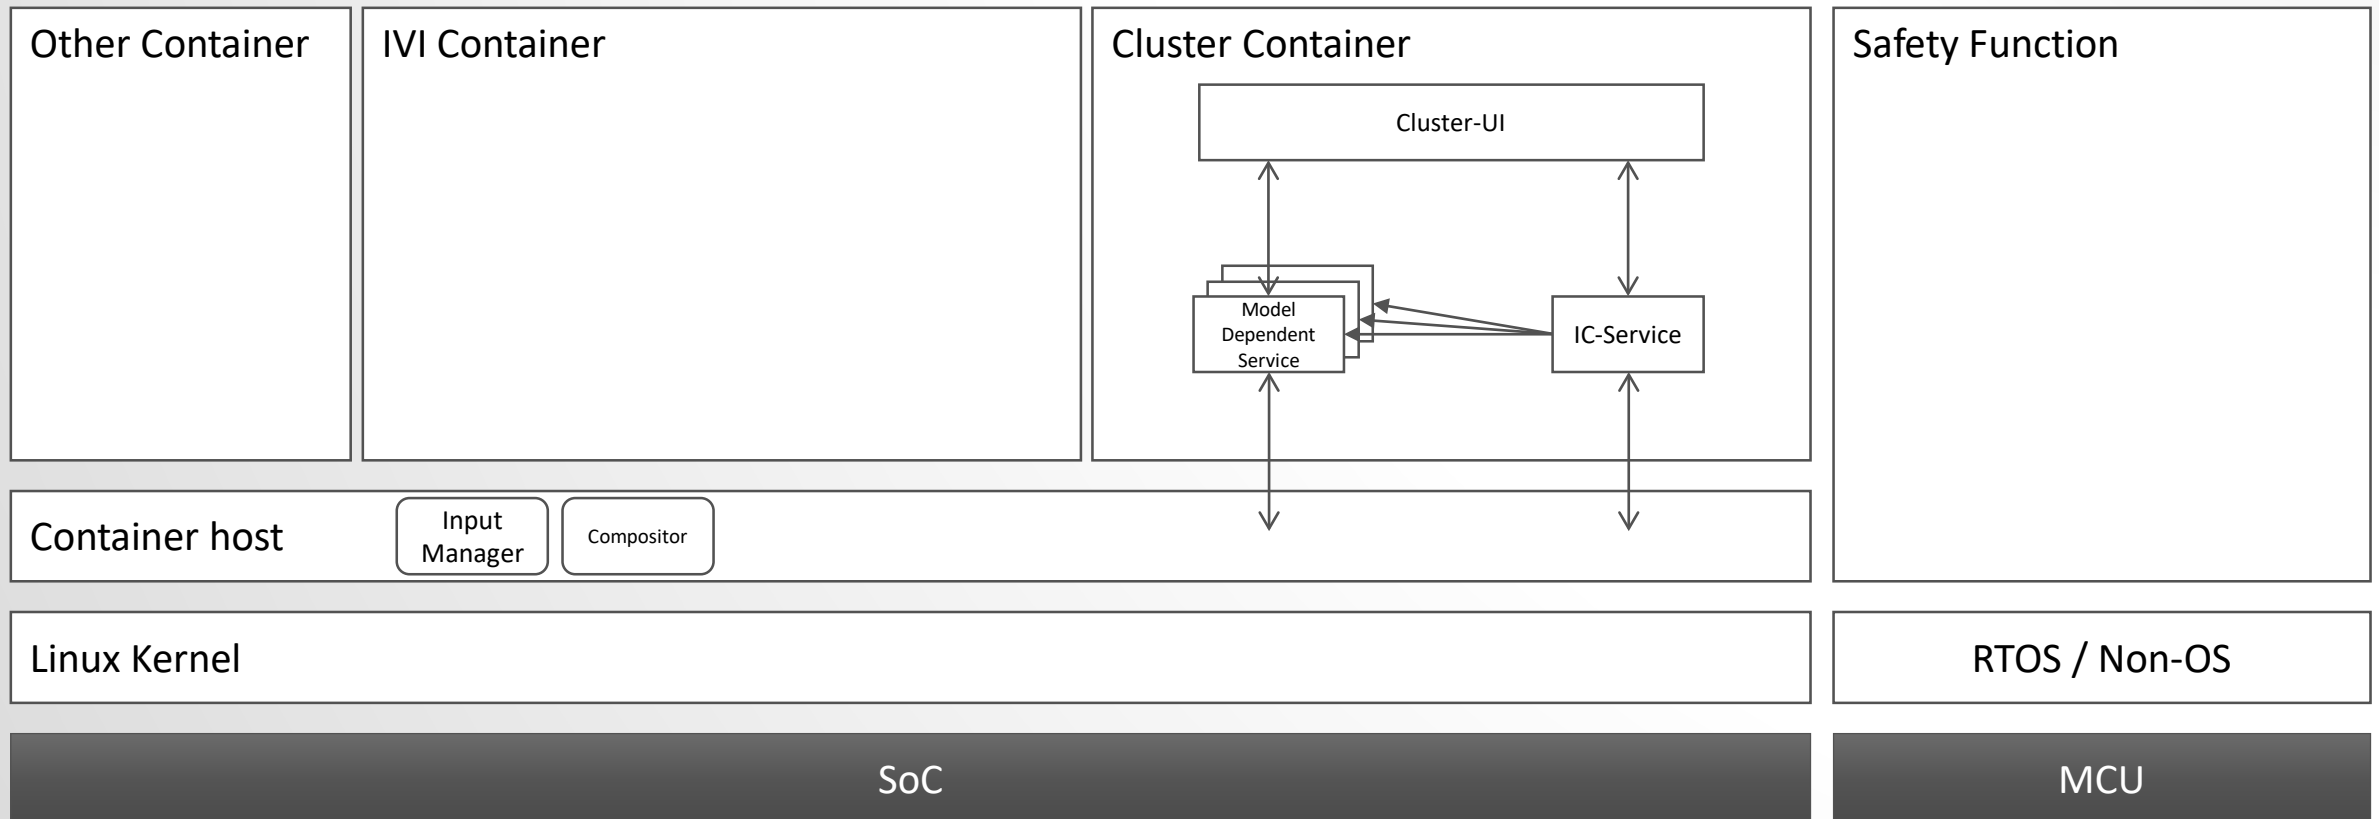 Other Container
IVI Container
Cluster Container
Safety Function
Cluster-UI
Model
Dependent
Service
IC-Service
Container host
Input
Manager
Compositor
Linux Kernel
RTOS / Non-OS
SoC
MCU